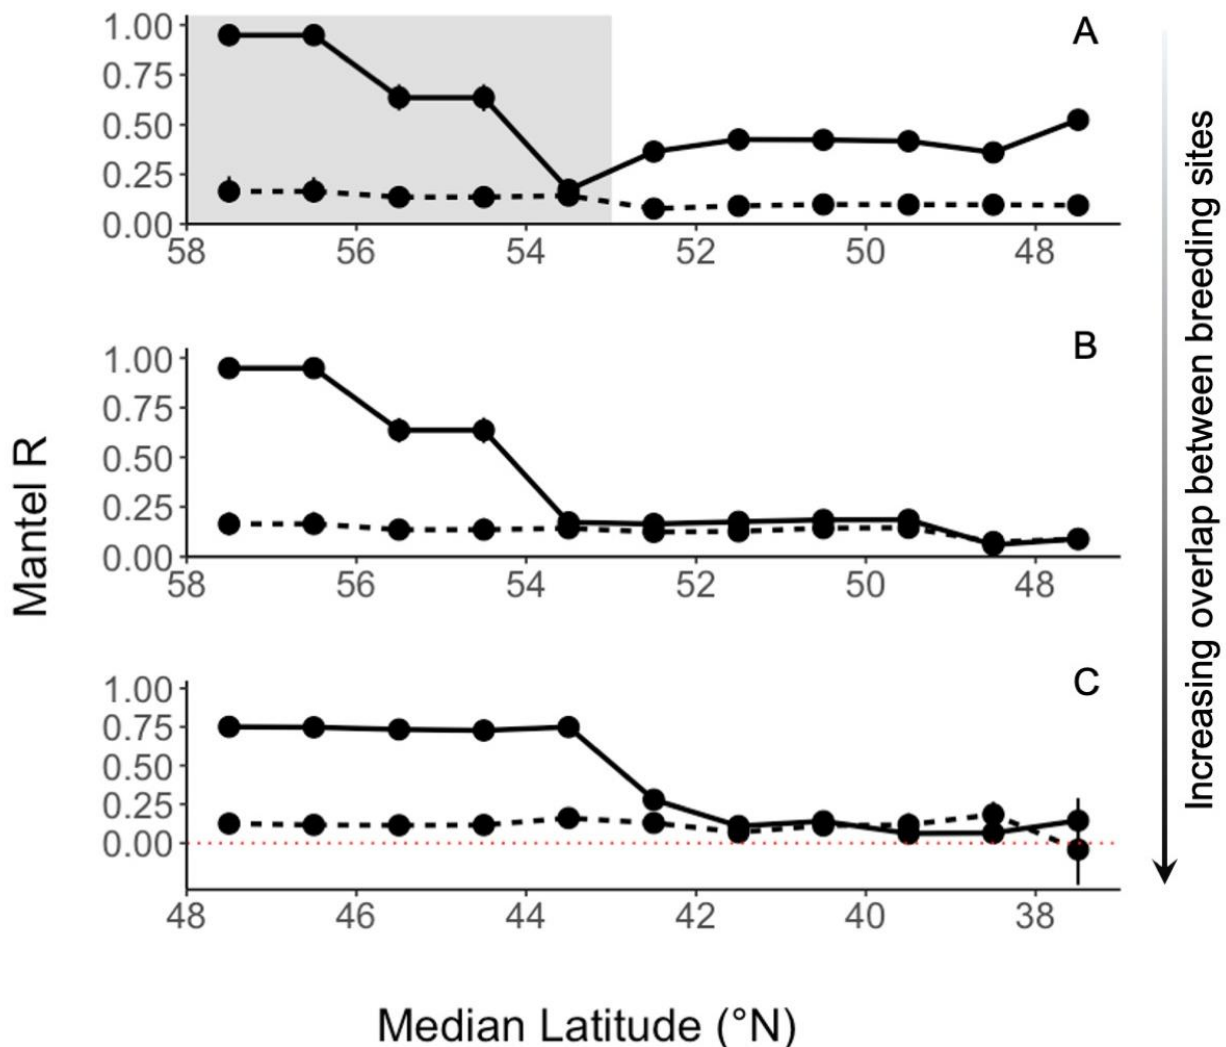 A
1.00
0.75
0.50
0.25
0.00
58 56 54 52 50 48
B
1.00
0.75
0.50
0.25
0.00
58 56 54 52 50 48
C
1.00
0.75
0.50
0.25
0.00
48 46 44 42 40 38
Mantel R
Median Latitude (°N)
Increasing overlap between breeding sites